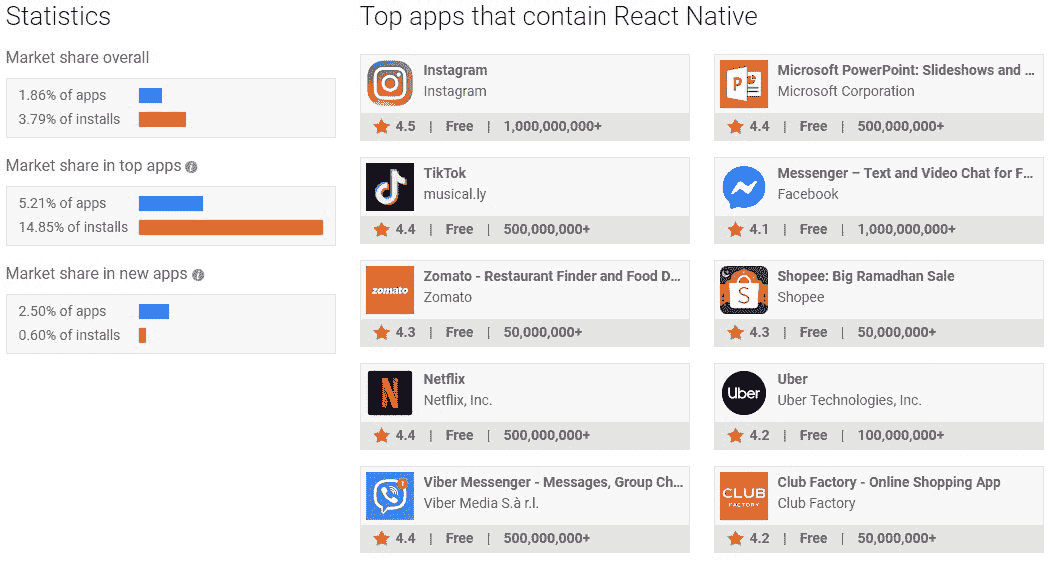 Statistics
Market share overall
1.86% of apps
3.79% of installs
Market share in top apps
5.21% of apps
14.85% of installs
Market share in new apps
2.50% of apps
0.60% of installs
Top apps that contain React Native
Instagram
Instagram
4.5 | Free | 1,000,000,000+
Microsoft PowerPoint: Slideshows and ...
Microsoft Corporation
4.4 | Free | 500,000,000+
TikTok
musical.ly
4.4 | Free | 500,000,000+
Messenger – Text and Video Chat for F...
Facebook
4.1 | Free | 1,000,000,000+
zomato
Zomato - Restaurant Finder and Food D...
Zomato
4.3 | Free | 50,000,000+
Shopee: Big Ramadhan Sale
Shopee
4.3 | Free | 50,000,000+
Netflix
Netflix, Inc.
4.4 | Free | 500,000,000+
Uber
Uber
Uber Technologies, Inc.
4.2 | Free | 100,000,000+
Viber Messenger - Messages, Group Ch...
Viber Media S.à r.l.
4.4 | Free | 500,000,000+
CLUB
FACTORY
Club Factory - Online Shopping App
Club Factory
4.2 | Free | 50,000,000+